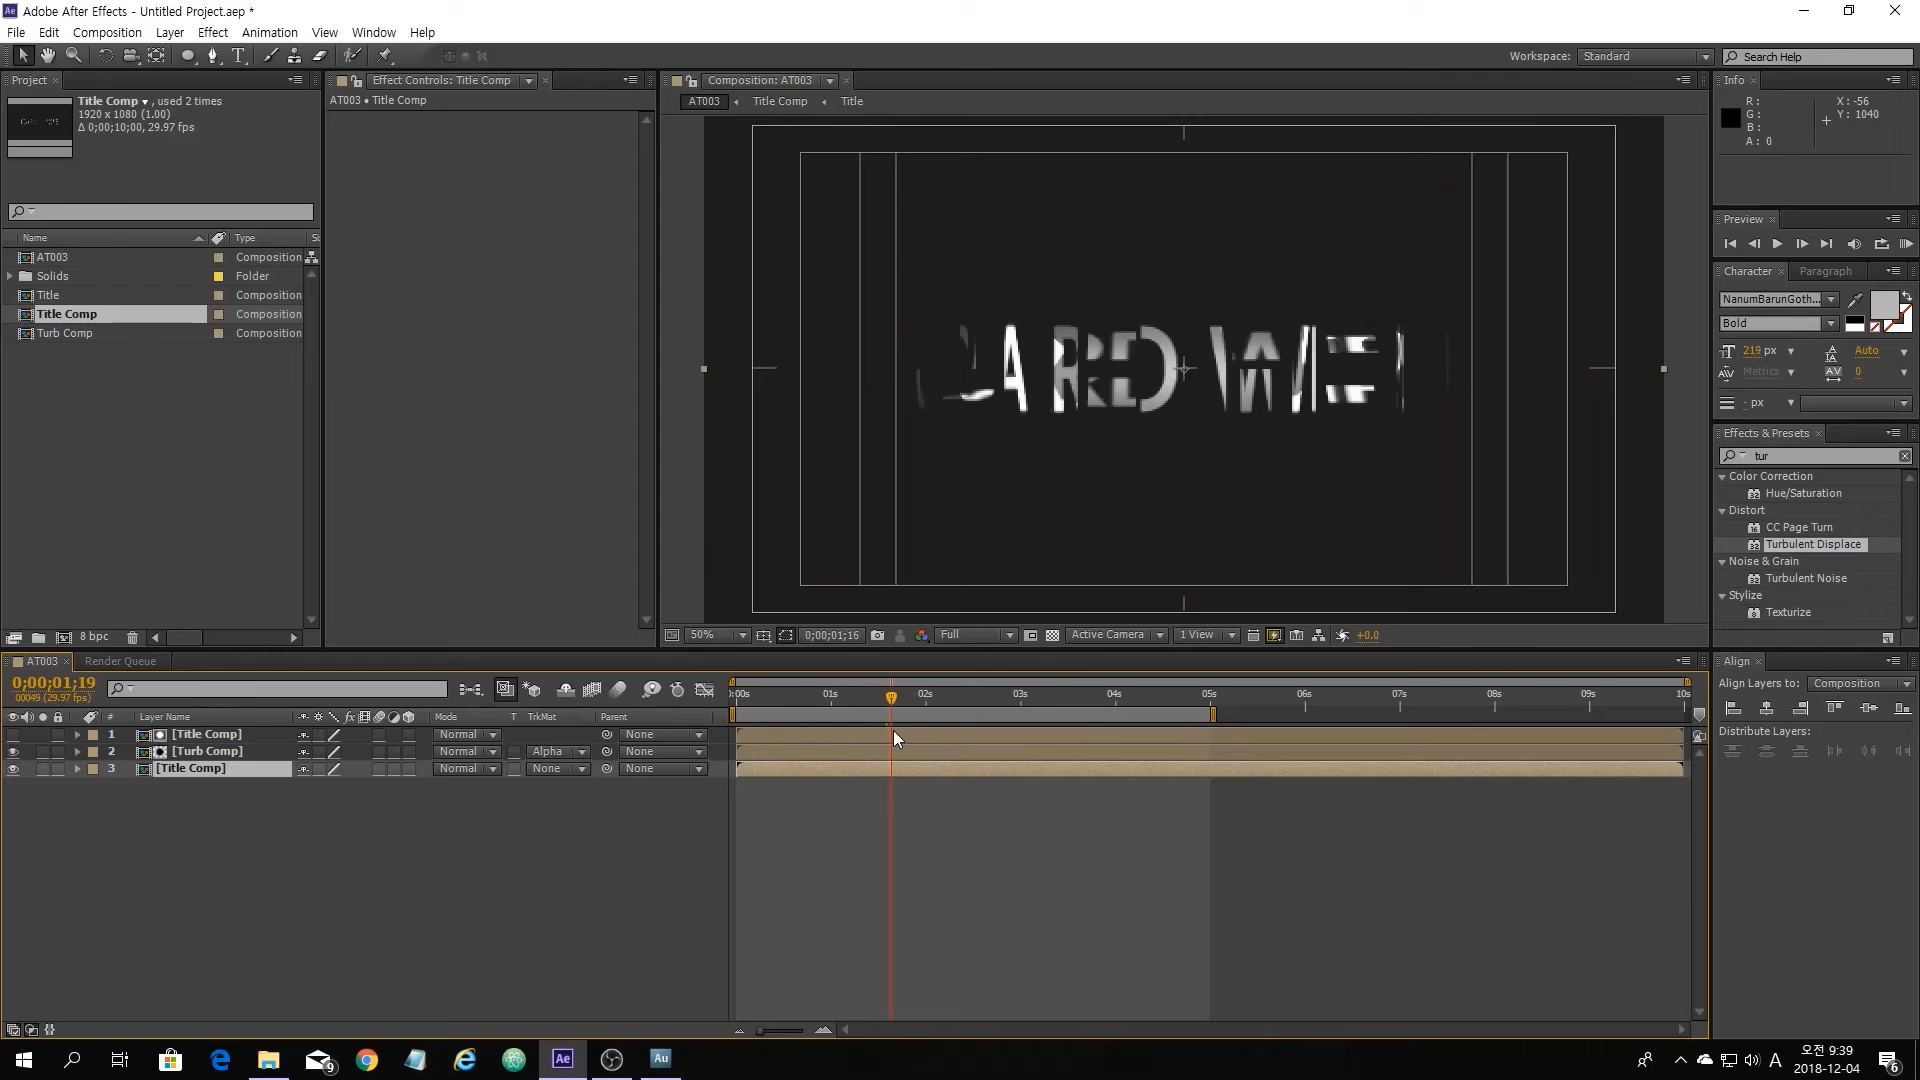 Adobe After Effects - Untitled Project.aep *
File Edit Composition Layer Effect Animation View Window Help
Workspace: Standard Search Help
Project
Title Comp , used 2 times
1920 x 1080 (1.00)
Δ 0;00;10;00, 29.97 fps
Name Type
AT003 Composition
Solids Folder
Title Composition
Title Comp Composition
Turb Comp Composition
8 bpc
Effect Controls: Title Comp
AT003 • Title Comp
Composition: AT003
AT003 Title Comp Title
ARD WE
50% 0;00;01;16 Full Active Camera 1 View +0.0
Info
R: X: -56
G: Y: 1040
B:
A: 0
Preview
Character Paragraph
NanumBarunGoth...
Bold
219 px Auto
Metrics 0
- px
Effects & Presets
tur
Color Correction
Hue/Saturation
Distort
CC Page Turn
Turbulent Displace
Noise & Grain
Turbulent Noise
Stylize
Texturize
AT003 Render Queue
0;00;01;19
00049 (29.97 fps)
:00s 01s 02s 03s 04s 05s 06s 07s 08s 09s 10s
# Layer Name Mode T TrkMat Parent
1 [Title Comp] Normal None
2 [Turb Comp] Normal Alpha None
3 [Title Comp] Normal None None
Align
Align Layers to: Composition
Distribute Layers:
9 Ae Au A 오전 9:39
2018-12-04 6